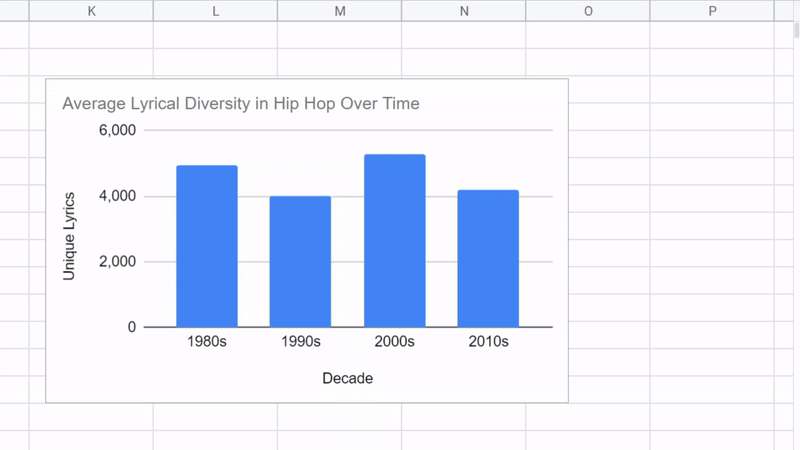 K L M N O P
Average Lyrical Diversity in Hip Hop Over Time
6,000
4,000
2,000
0
Unique Lyrics
1980s 1990s 2000s 2010s
Decade